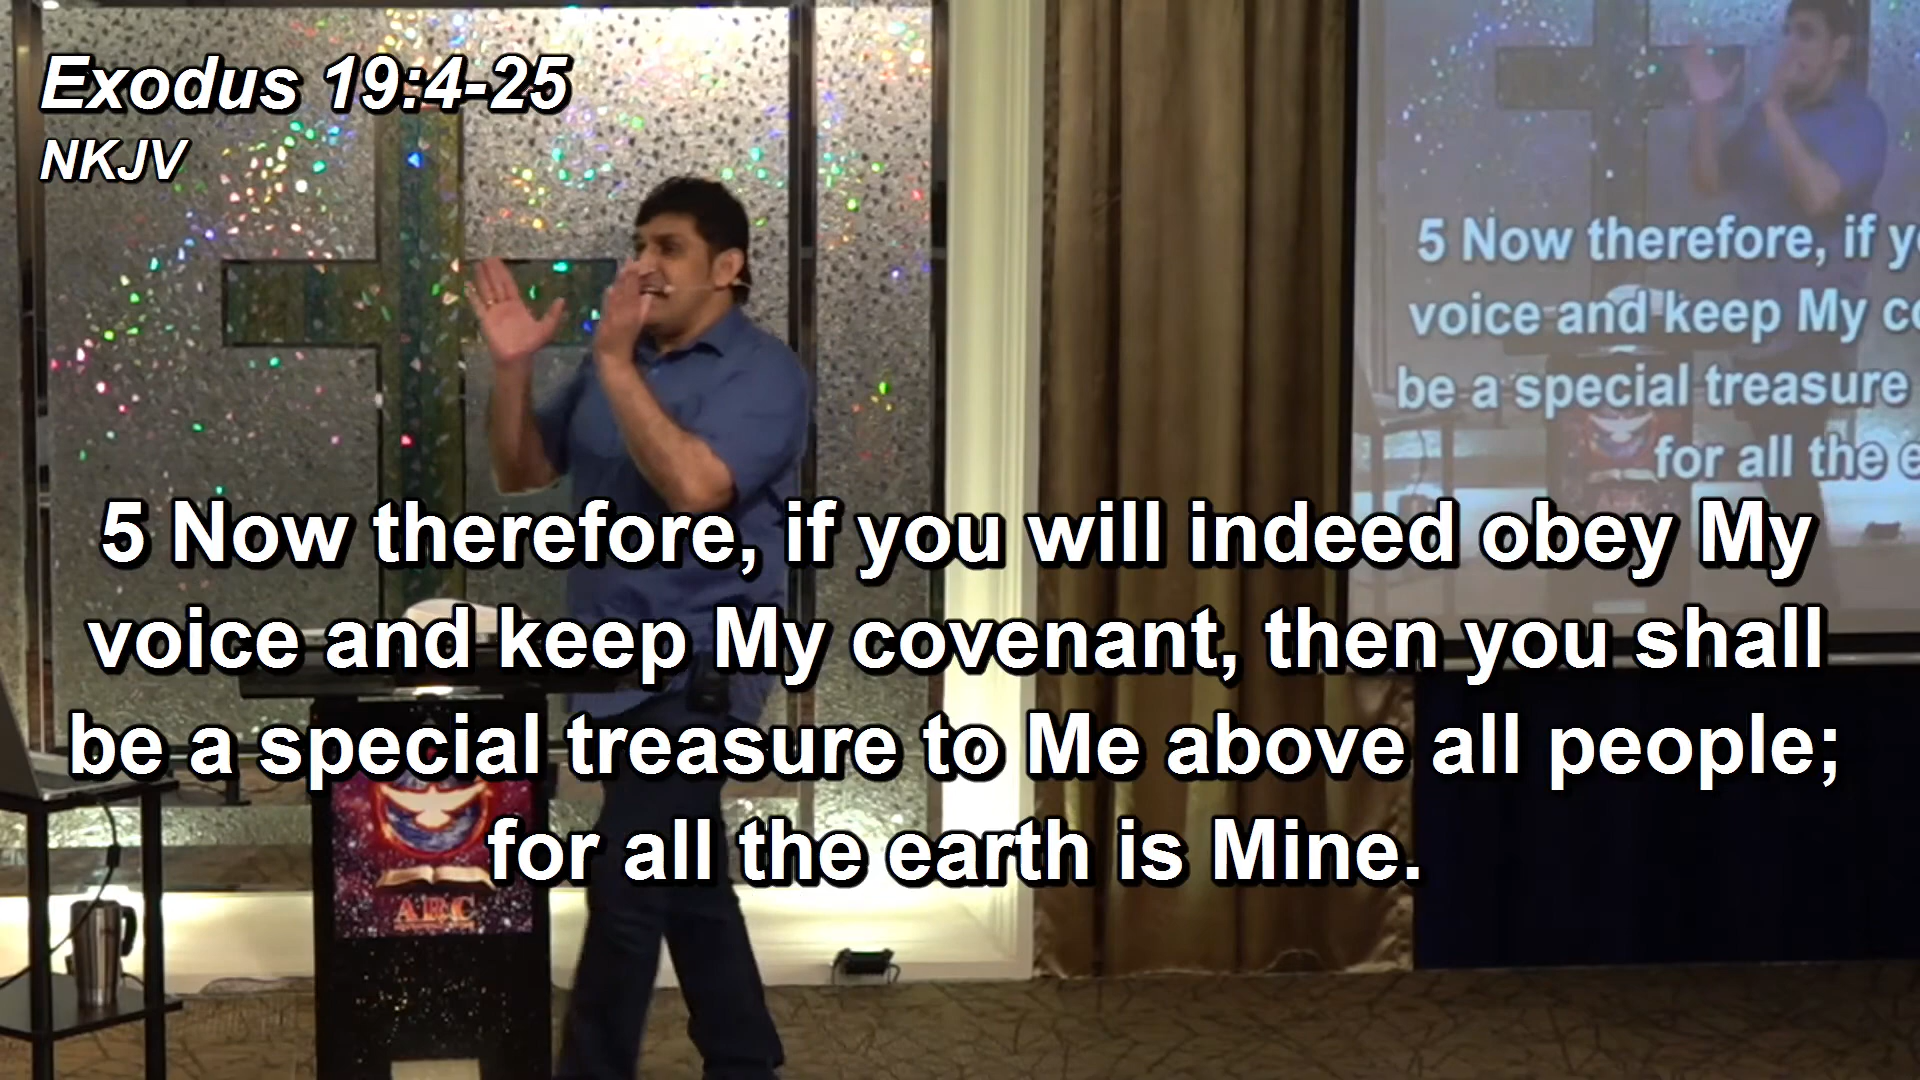 Exodus 19:4-25
NKJV
5 Now therefore, if y
voice and keep My co
be a special treasure
for all the e
5 Now therefore, if you will indeed obey My
voice and keep My covenant, then you shall
be a special treasure to Me above all people;
for all the earth is Mine.
ARC